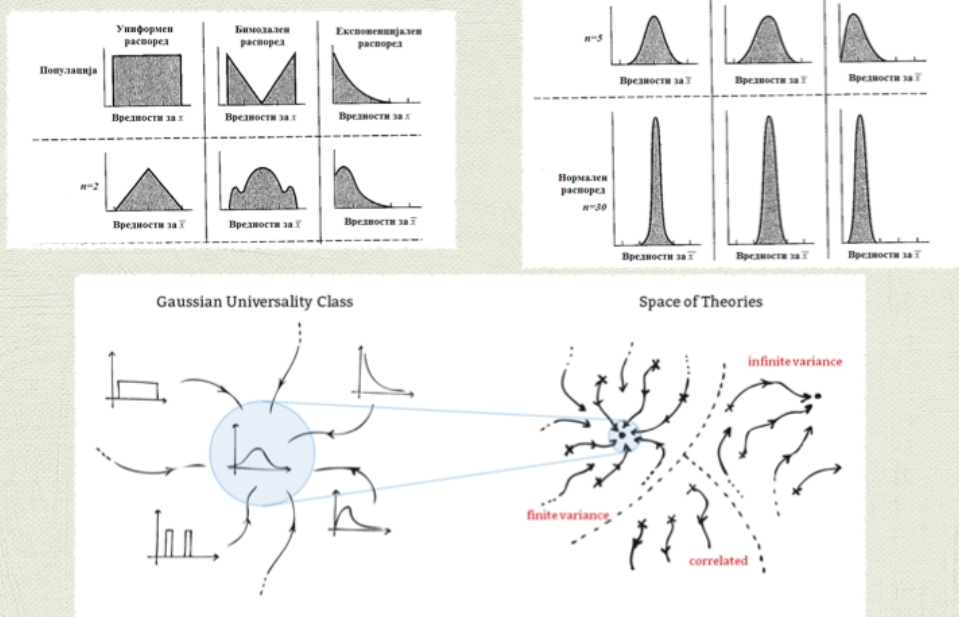 Униформен
распоред
Бимодален
распоред
Експоненцијален
распоред
Популација
Вредности за x
Вредности за x
Вредности за x
n=2
Вредности за x̅
Вредности за x̅
Вредности за x̅
n=5
Вредности за x̅
Вредности за x̅
Вредности за x̅
Нормален
распоред
n=30
Вредности за x̅
Вредности за x̅
Вредности за x̅
Gaussian Universality Class
Space of Theories
infinite variance
finite variance
correlated